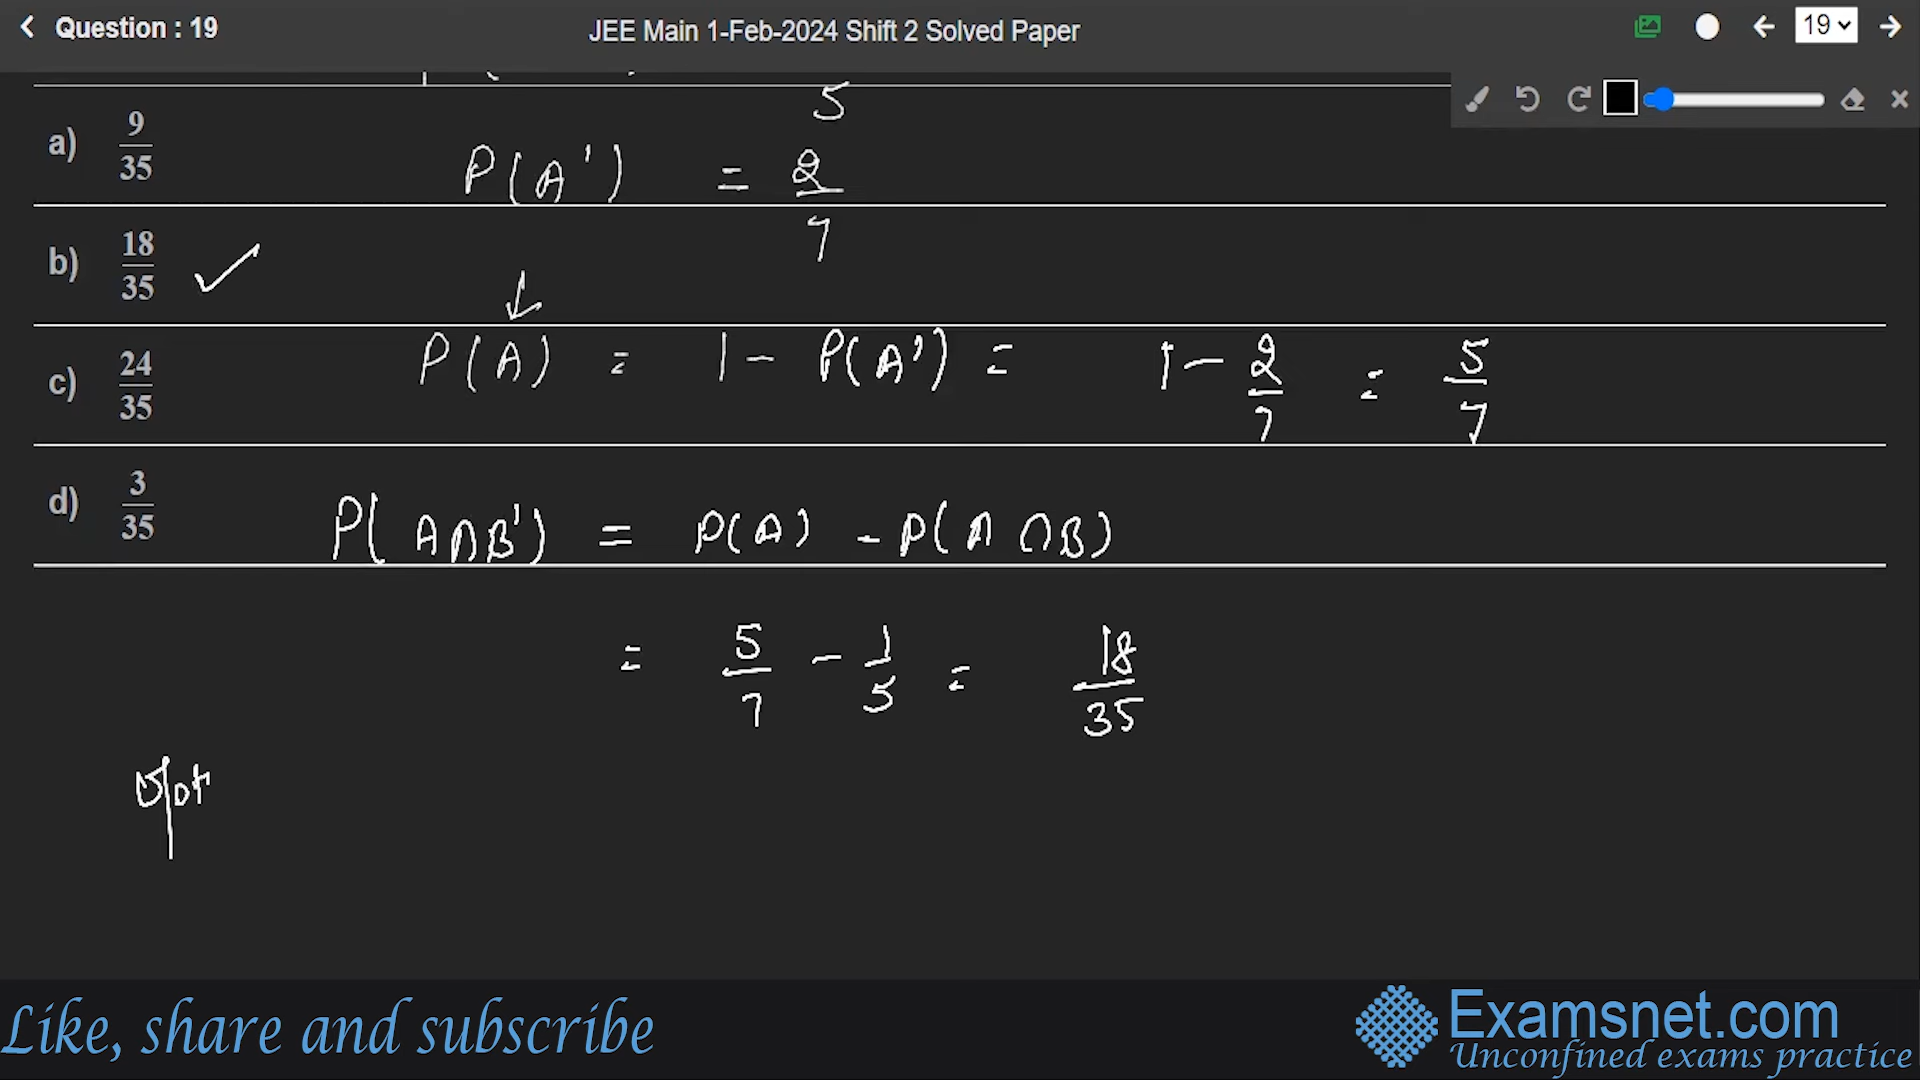 Question : 19
JEE Main 1-Feb-2024 Shift 2 Solved Paper
19
5
a) 9/35
P(A') = 2/7
b) 18/35 ✓
↓
P(A) = 1 - P(A') = 1 - 2/7 = 5/7
c) 24/35
d) 3/35
P(A∩B') = P(A) - P(A∩B)
= 5/7 - 1/5 = 18/35
Opt
Like, share and subscribe
Examsnet.com
Unconfined exams practice